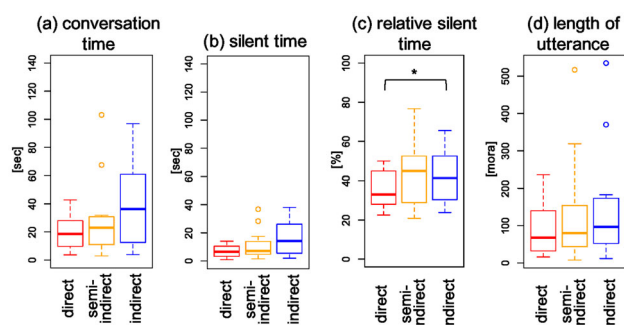 (a) conversation
time
(b) silent time
(c) relative silent
time
(d) length of
utterance
[sec]
140
120
100
80
60
40
20
0
direct
semi-
indirect
indirect
[sec]
140
120
100
80
60
40
20
0
direct
semi-
indirect
indirect
[%]
100
80
60
40
20
0
*
direct
semi-
ndirect
ndirect
[mora]
500
400
300
200
100
0
direct
semi-
ndirect
ndirect